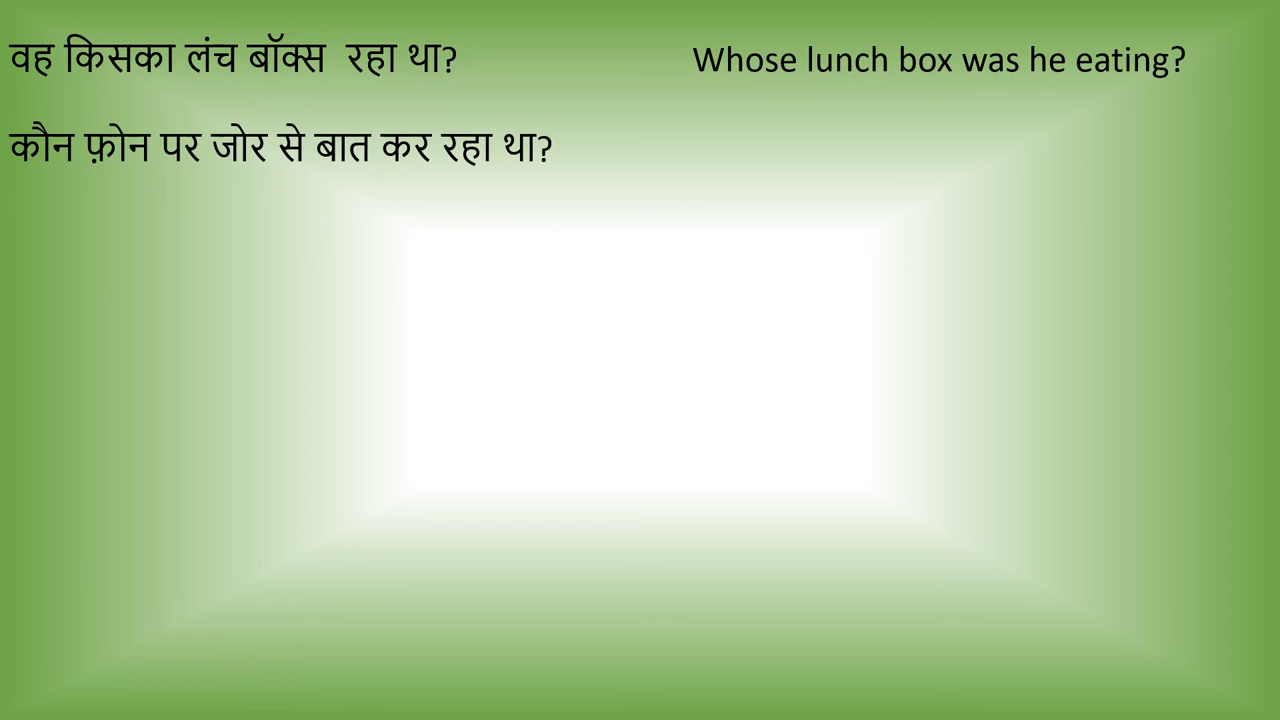 वह किसका लंच बॉक्स  रहा था? Whose lunch box was he eating?
कौन फ़ोन पर जोर से बात कर रहा था?